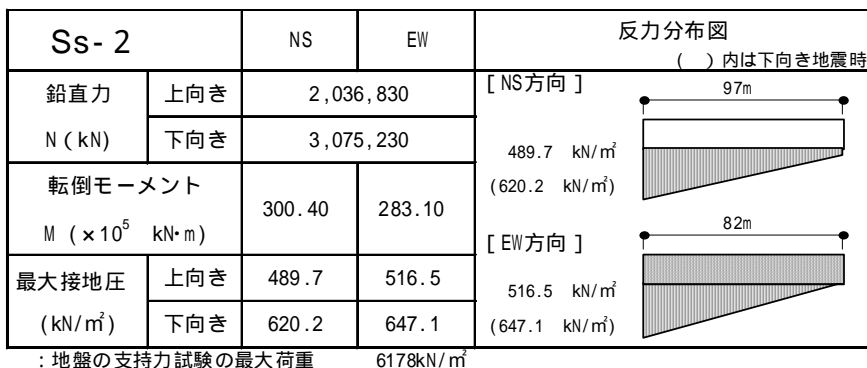 Ss-2 NS EW 反力分布図
( )内は下向き地震時
鉛直力 N(kN) 上向き 2,036,830
下向き 3,075,230
転倒モーメント M (×10⁵ kN・m) 300.40 283.10
最大接地圧 (kN/㎡) 上向き 489.7 516.5
下向き 620.2 647.1
[NS方向]
97m
489.7 kN/㎡
(620.2 kN/㎡)
[EW方向]
82m
516.5 kN/㎡
(647.1 kN/㎡)
:地盤の支持力試験の最大荷重 6178kN/㎡